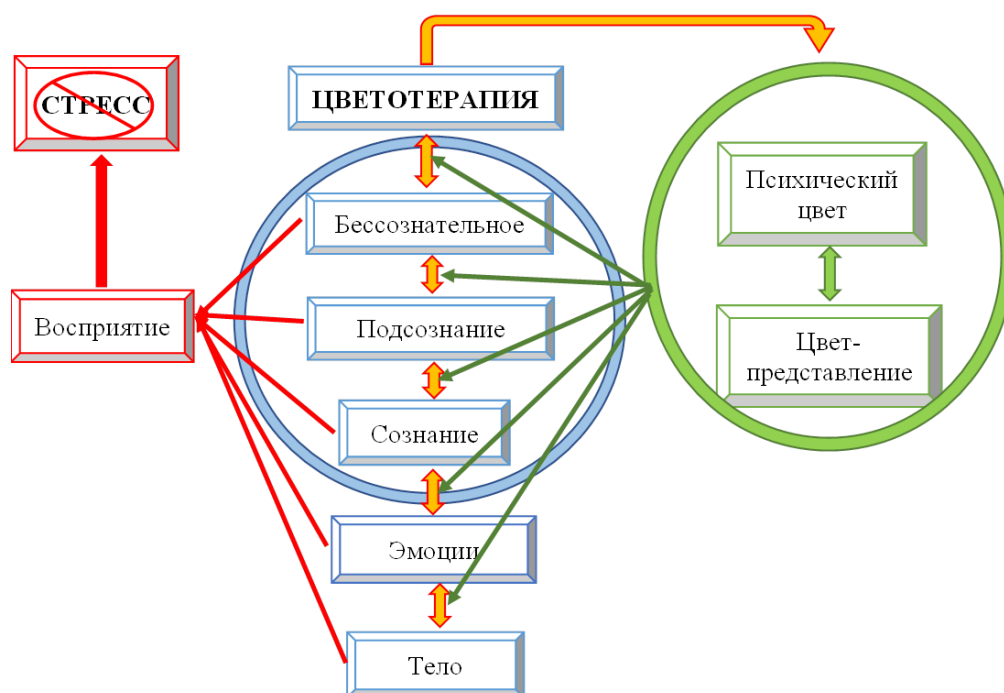 СТРЕСС
ЦВЕТОТЕРАПИЯ
Психический
цвет
Бессознательное
Восприятие
Подсознание
Цвет-
представление
Сознание
Эмоции
Тело